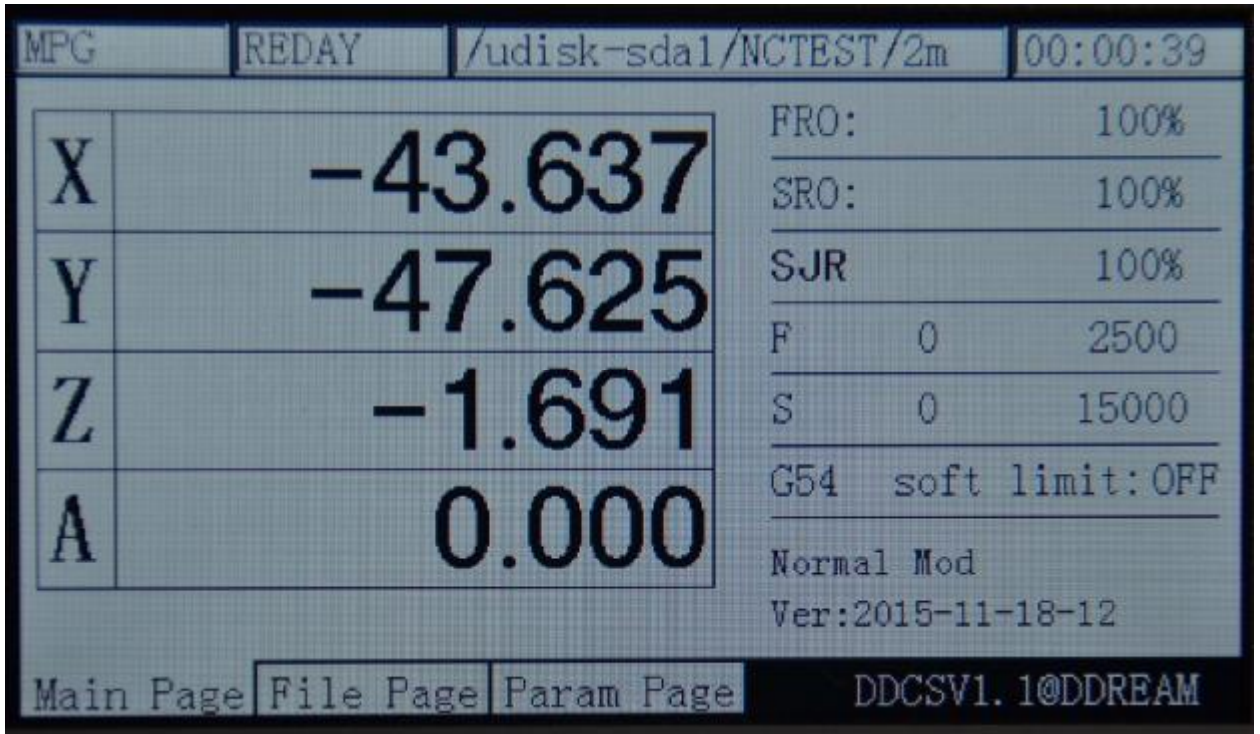 MPG REDAY /udisk-sda1/NCTEST/2m 00:00:39
X -43.637
Y -47.625
Z -1.691
A 0.000
FRO: 100%
SRO: 100%
SJR 100%
F 0 2500
S 0 15000
G54 soft limit:OFF
Normal Mod
Ver:2015-11-18-12
Main Page File Page Param Page DDCSV1.1@DDREAM